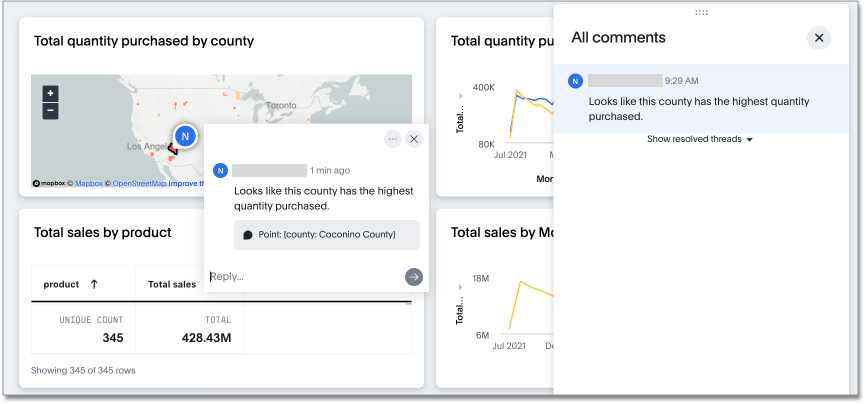 Total quantity purchased by county
+
−
Toronto
Los Angel
N
mapbox © Mapbox © OpenStreetMap Improve th
N
1 min ago
Looks like this county has the highest
quantity purchased.
Point: {county: Coconino County}
Reply...
Total quantity pu
Total...
400K
80K
Jul 2021
M
Mor
All comments
N
9:29 AM
Looks like this county has the highest quantity
purchased.
Show resolved threads
Total sales by product
product
Total sales
UNIQUE COUNT
345
TOTAL
428.43M
Showing 345 of 345 rows
Total sales by Mo
Total...
18M
6M
Jul 2021
De